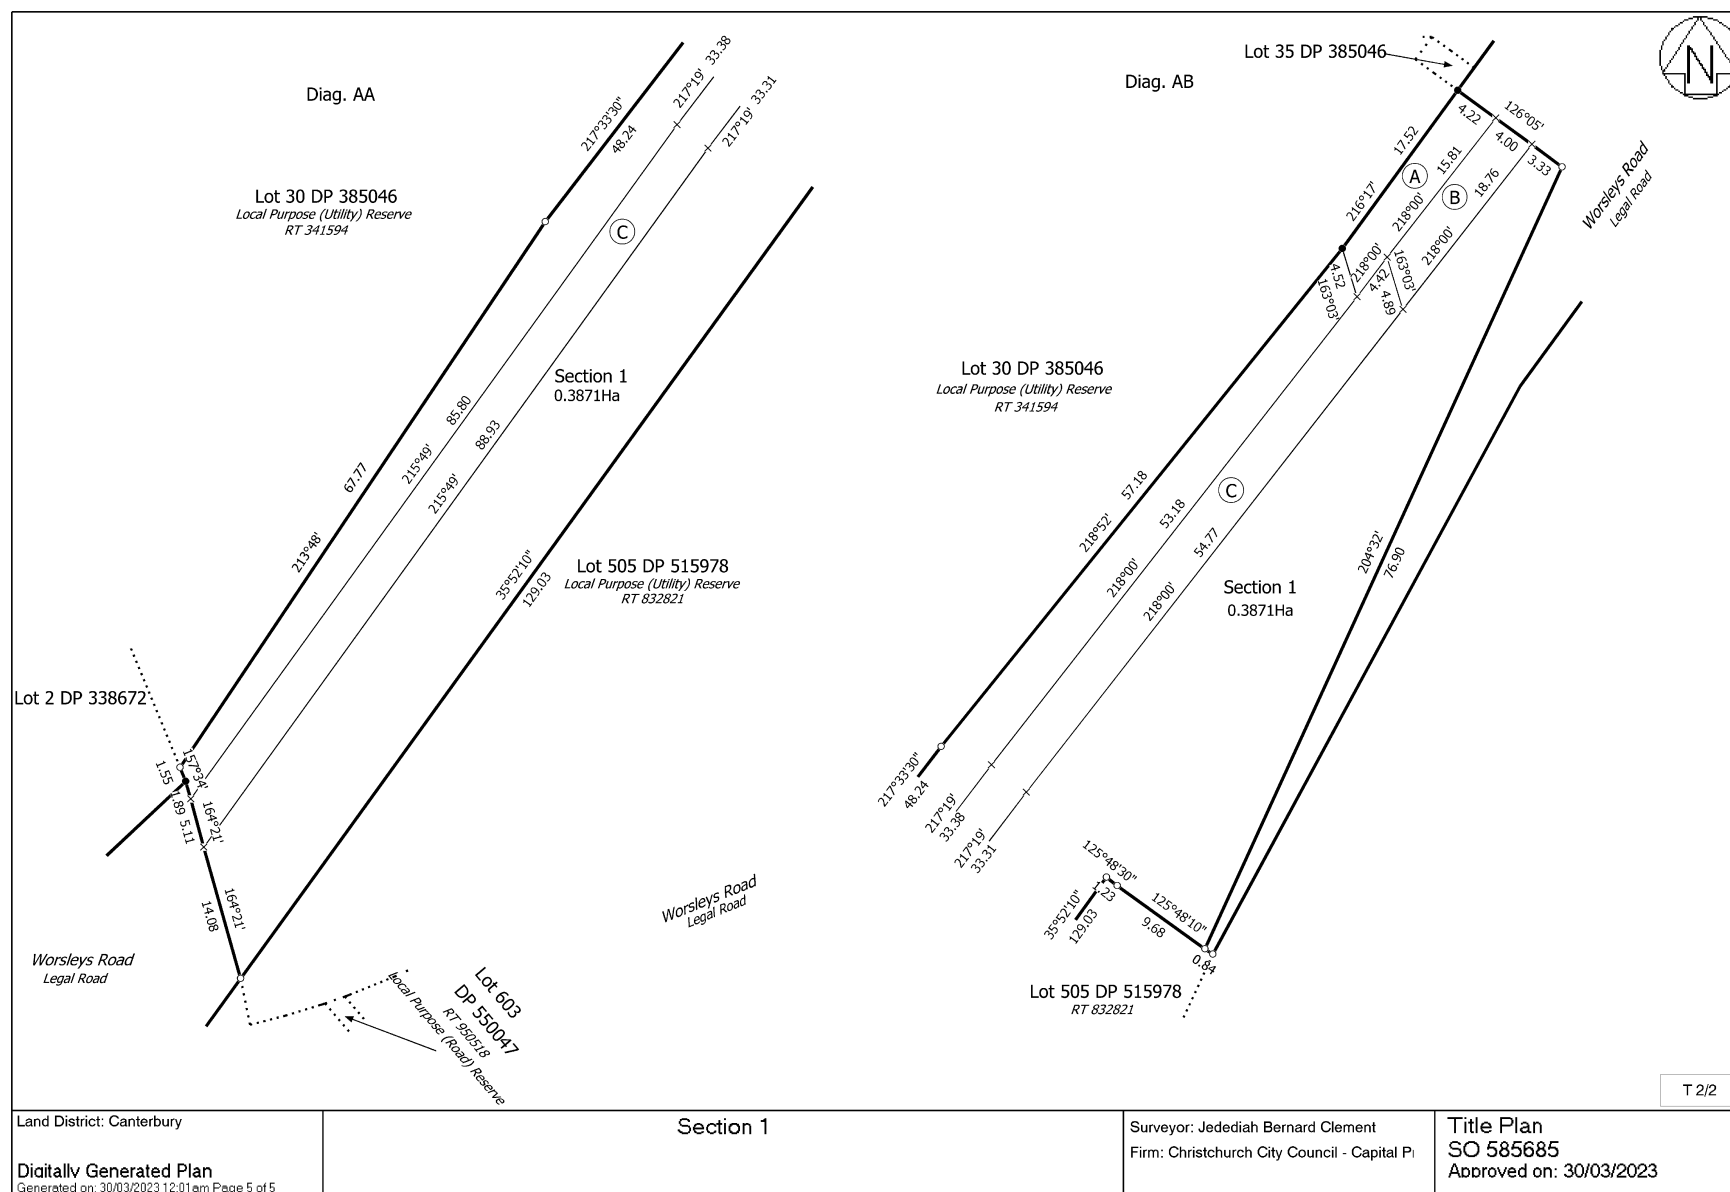 Diag. AA
217°33'30"
48.24
217°19'
33.38
217°19'
33.31
Lot 30 DP 385046
Local Purpose (Utility) Reserve
RT 341594
C
Section 1
0.3871Ha
85.80
215°49'
88.93
215°49'
67.77
213°48'
35°52'10"
129.03
Lot 505 DP 515978
Local Purpose (Utility) Reserve
RT 832821
Lot 2 DP 338672
157°34'
1.55
1.89
5.11
164°21'
164°21'
14.08
Worsleys Road
Legal Road
Worsleys Road
Legal Road
Lot 603
DP 550047
RT 950518
Local Purpose (Road) Reserve
Diag. AB
Lot 35 DP 385046
N
4.22
126°05'
4.00
3.33
17.52
216°17'
A
15.81
218°00'
B
18.76
218°00'
Worsleys Road
Legal Road
4.52
163°03'
218°00'
4.42
163°03'
4.89
Lot 30 DP 385046
Local Purpose (Utility) Reserve
RT 341594
57.18
218°52'
53.18
218°00'
C
54.77
218°00'
Section 1
0.3871Ha
204°32'
76.90
217°33'30"
48.24
217°19'
33.38
217°19'
33.31
125°48'30"
1.23
35°52'10"
129.03
125°48'10"
9.68
0.84
Lot 505 DP 515978
RT 832821
T 2/2
Land District: Canterbury
Digitally Generated Plan
Generated on: 30/03/2023 12:01am Page 5 of 5
Section 1
Surveyor: Jedediah Bernard Clement
Firm: Christchurch City Council - Capital Pr
Title Plan
SO 585685
Approved on: 30/03/2023